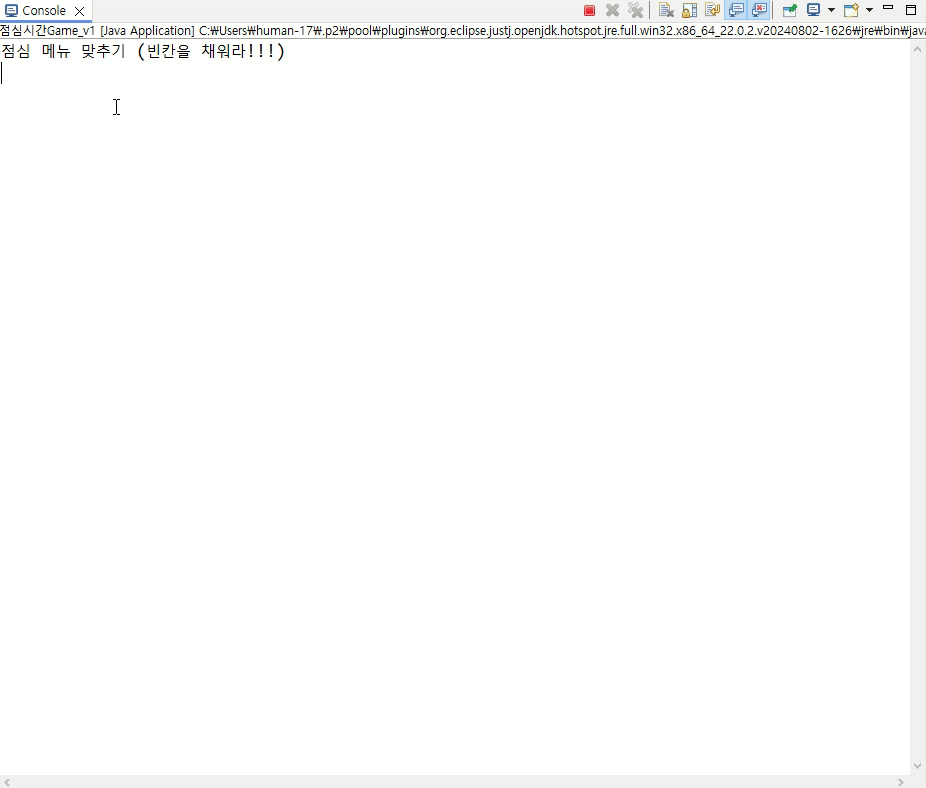 Console
점심시간Game_v1 [Java Application] C:₩Users₩human-17₩.p2₩pool₩plugins₩org.eclipse.justj.openjdk.hotspot.jre.full.win32.x86_64_22.0.2.v20240802-1626₩jre₩bin₩java
점심 메뉴 맞추기 (빈칸을 채워라!!!)